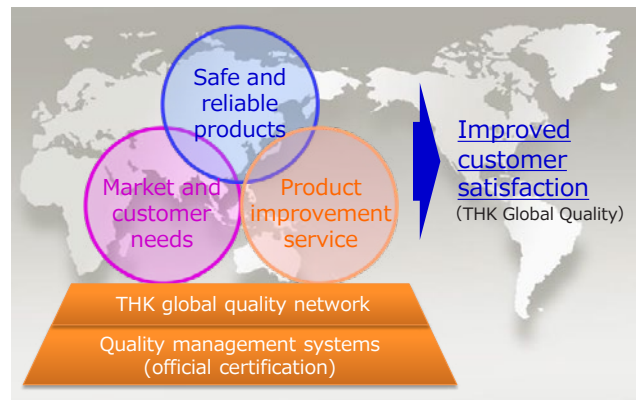 Safe and
reliable
products
Market and
customer
needs
Product
improvement
service
Improved
customer
satisfaction
(THK Global Quality)
THK global quality network
Quality management systems
(official certification)